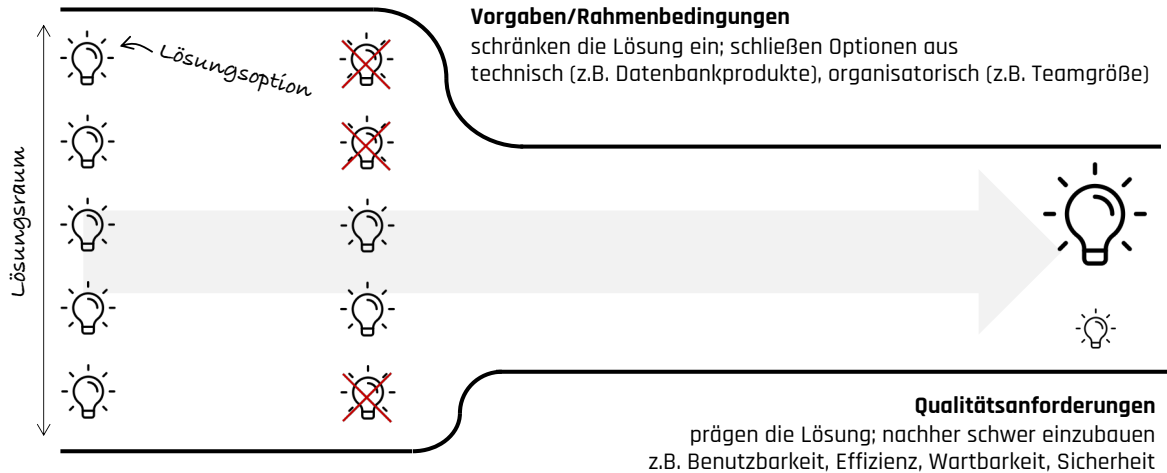 Vorgaben/Rahmenbedingungen
schränken die Lösung ein; schließen Optionen aus
technisch (z.B. Datenbankprodukte), organisatorisch (z.B. Teamgröße)
Lösungsoption
Lösungsraum
Qualitätsanforderungen
prägen die Lösung; nachher schwer einzubauen
z.B. Benutzbarkeit, Effizienz, Wartbarkeit, Sicherheit